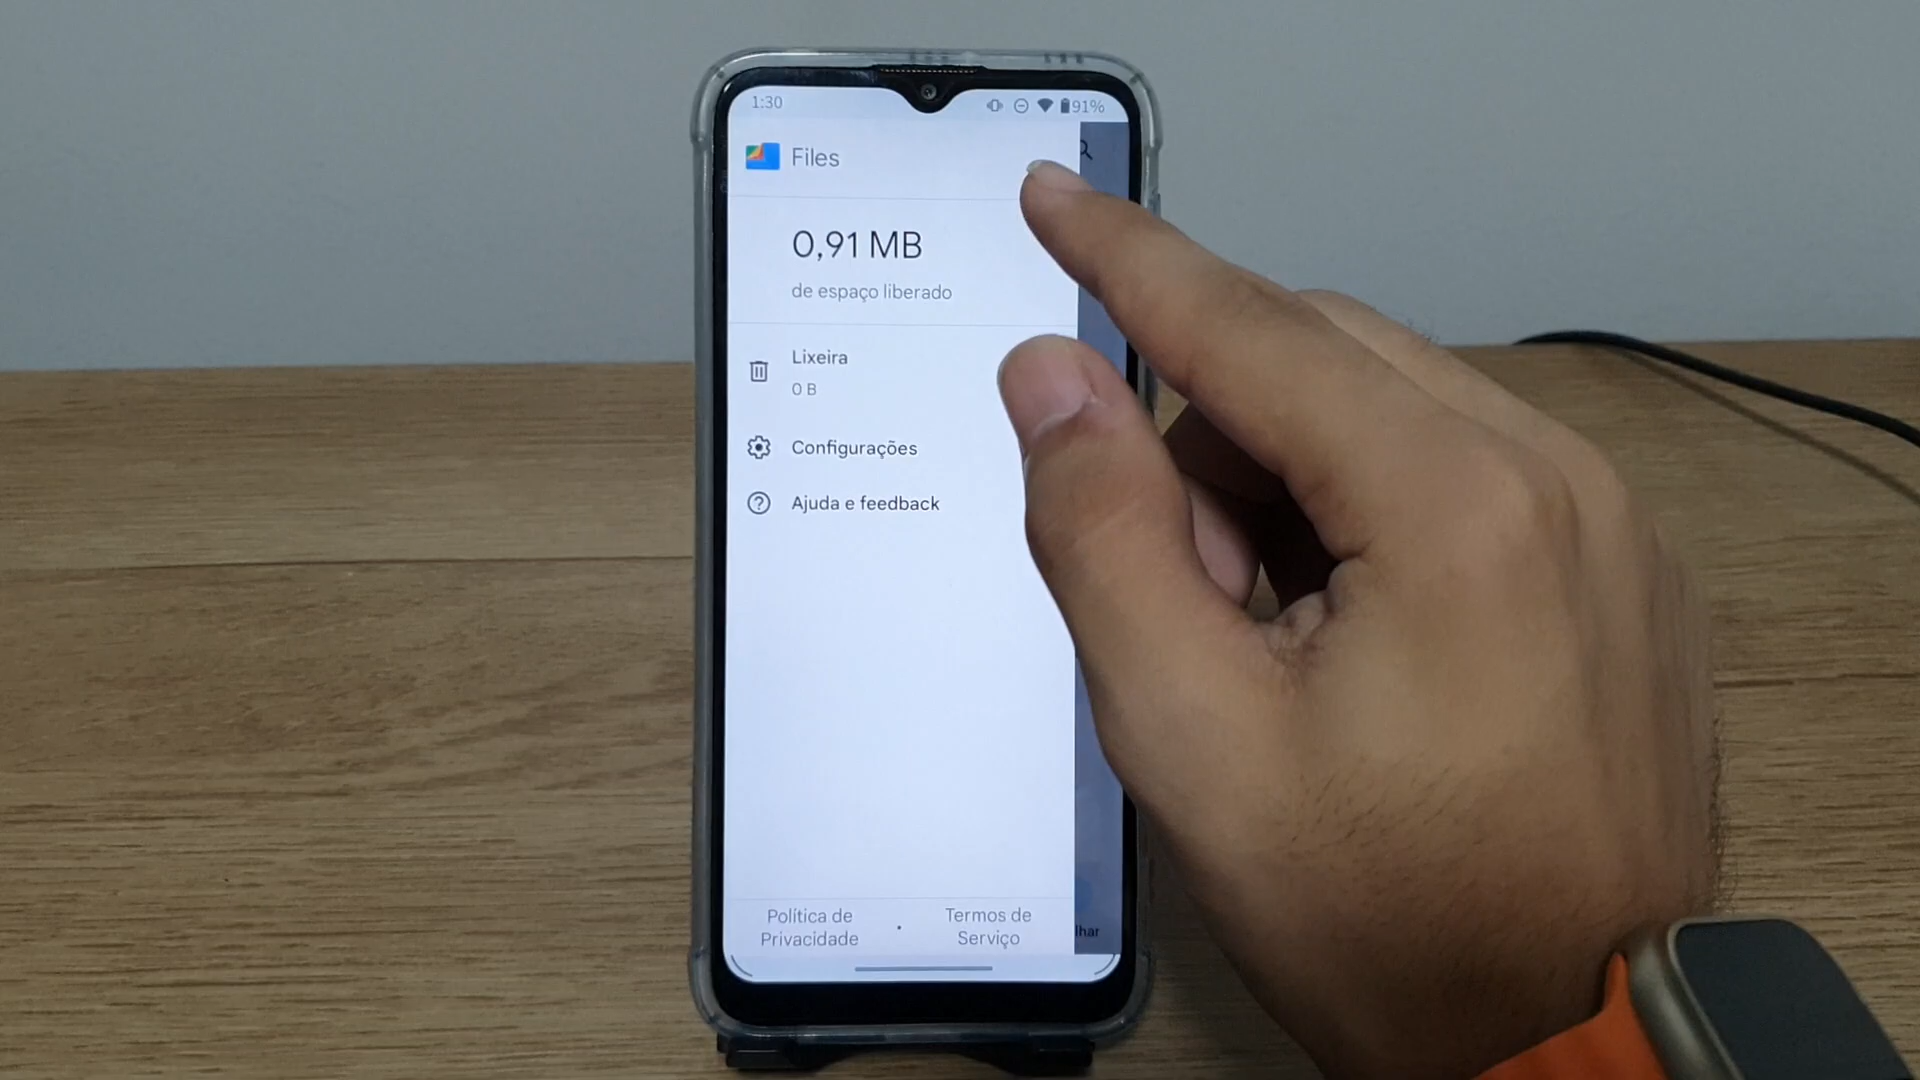 1:30
91%
Files
0,91 MB
de espaço liberado
Lixeira
0 B
Configurações
Ajuda e feedback
Política de
Privacidade
•
Termos de
Serviço
lhar